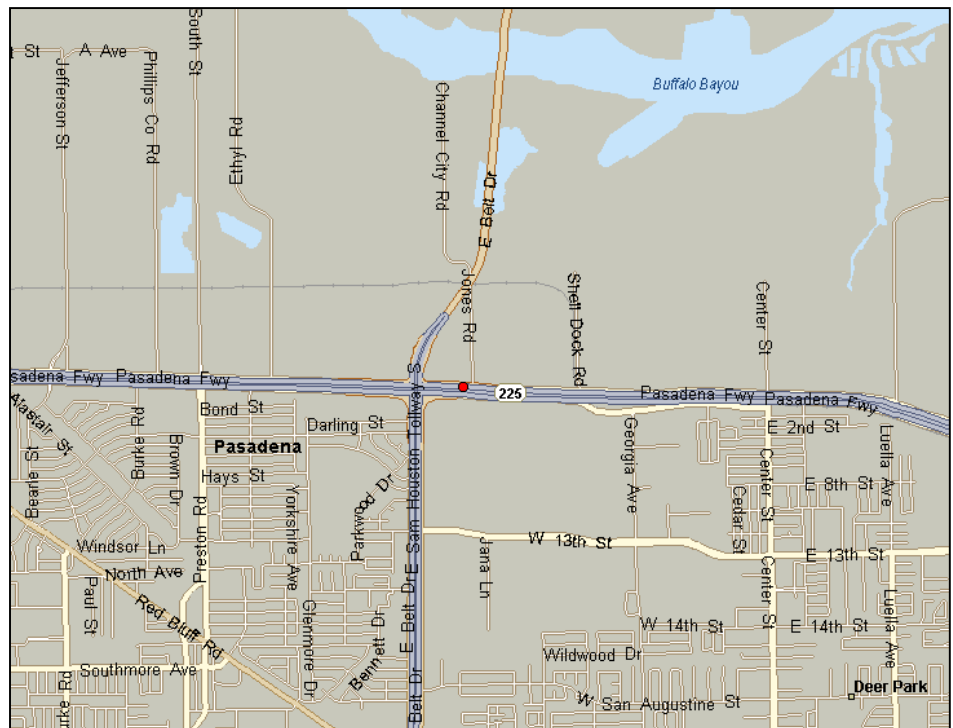 t St
A Ave
South St
Jefferson St
Phillips Co Rd
Ethyl Rd
Channel City Rd
E Belt Dr
Buffalo Bayou
Jones Rd
Shell Dock Rd
Center St
asadena Fwy
Pasadena Fwy
225
Pasadena Fwy
Pasadena Fwy
Alastair St
Bearle St
Burke Rd
Brown Dr
Bond St
Darling St
Pasadena
Hays St
Preston Rd
Yorkshire Ave
Parkwood Dr
E Sam Houston Tollway S
Georgia Ave
E 2nd St
Luella Ave
Center St
Cedar St
E 8th St
Windsor Ln
North Ave
Paul St
Red Bluff Rd
Southmore Ave
Glenmore Dr
Bennett Dr
E Belt Dr
Belt Dr
Jana Ln
W 13th St
E 13th St
Center St
W 14th St
E 14th St
Luella Ave
Wildwood Dr
W San Augustine St
Deer Park
rke Rd